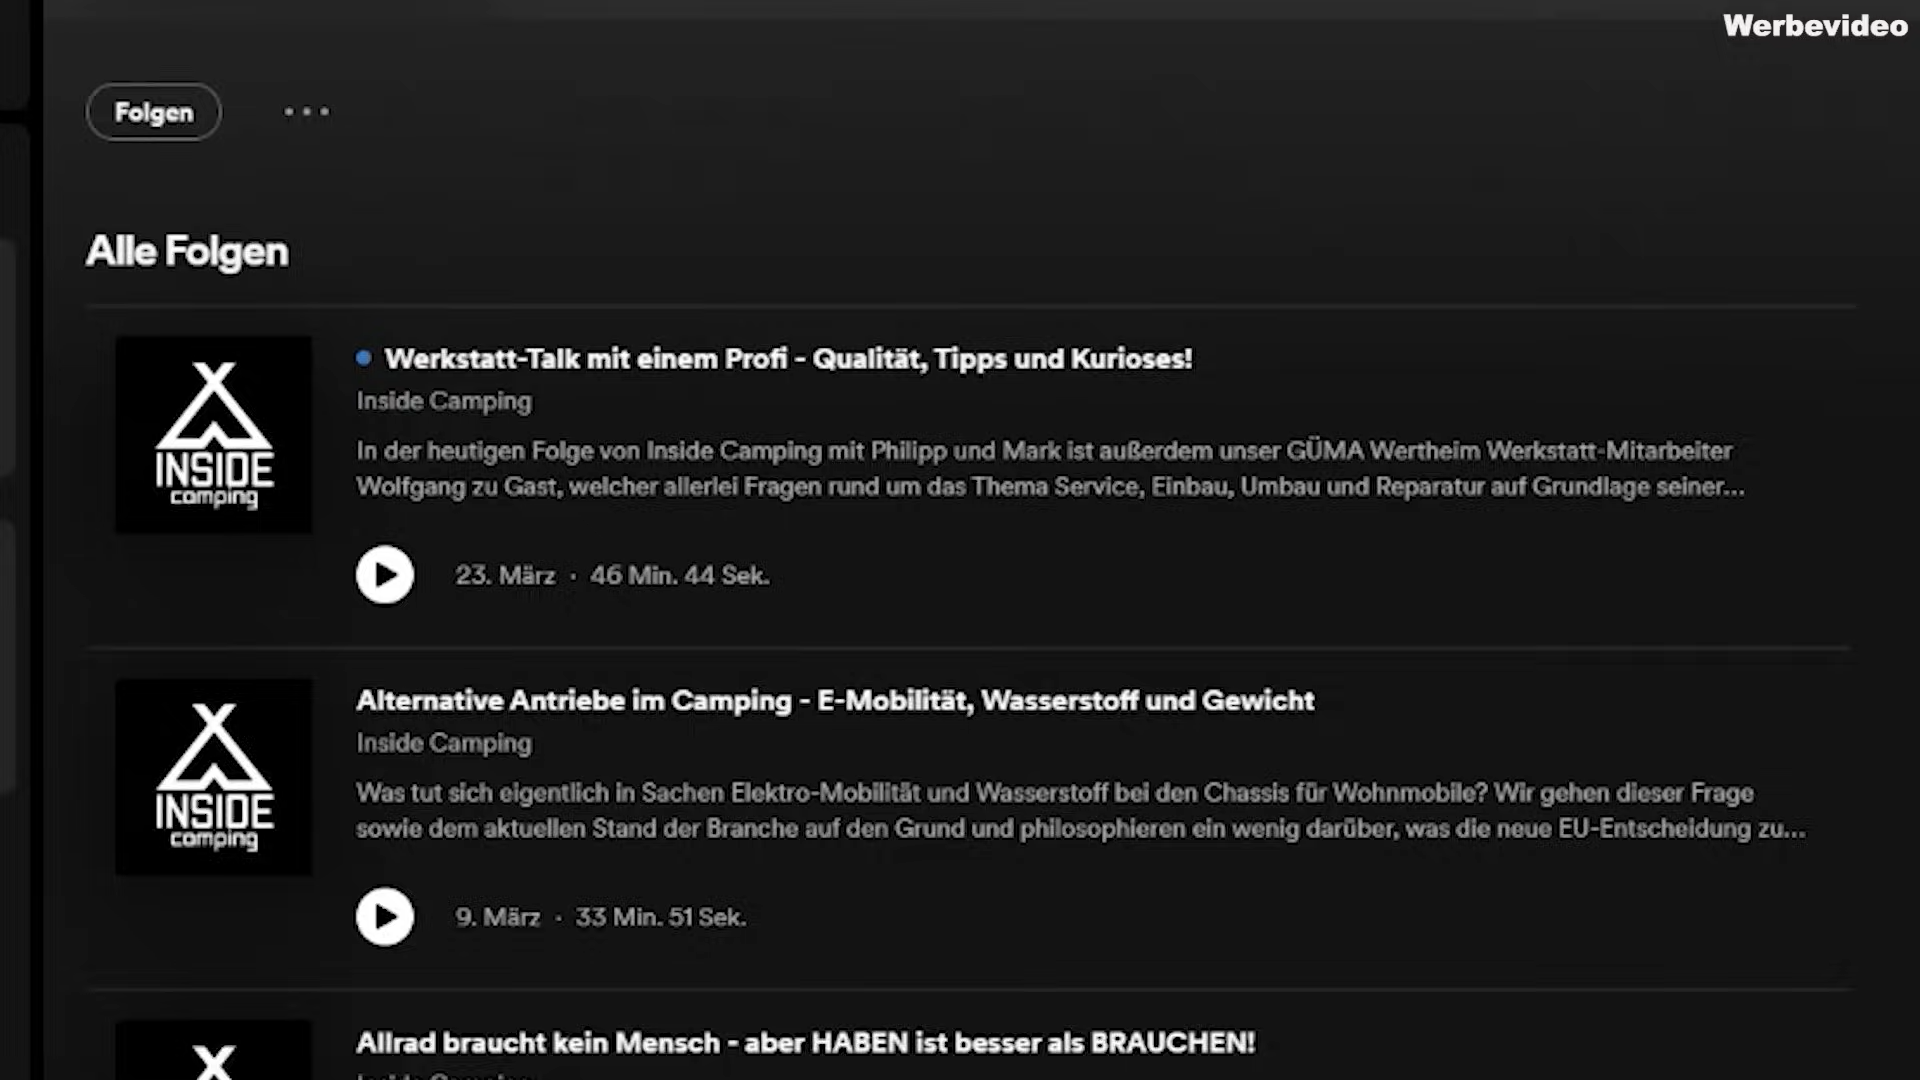 Werbevideo
Folgen
Alle Folgen
INSIDE
camping
Werkstatt-Talk mit einem Profi - Qualität, Tipps und Kurioses!
Inside Camping
In der heutigen Folge von Inside Camping mit Philipp und Mark ist außerdem unser GÜMA Wertheim Werkstatt-Mitarbeiter
Wolfgang zu Gast, welcher allerlei Fragen rund um das Thema Service, Einbau, Umbau und Reparatur auf Grundlage seiner...
23. März · 46 Min. 44 Sek.
INSIDE
camping
Alternative Antriebe im Camping - E-Mobilität, Wasserstoff und Gewicht
Inside Camping
Was tut sich eigentlich in Sachen Elektro-Mobilität und Wasserstoff bei den Chassis für Wohnmobile? Wir gehen dieser Frage
sowie dem aktuellen Stand der Branche auf den Grund und philosophieren ein wenig darüber, was die neue EU-Entscheidung zu...
9. März · 33 Min. 51 Sek.
Allrad braucht kein Mensch - aber HABEN ist besser als BRAUCHEN!